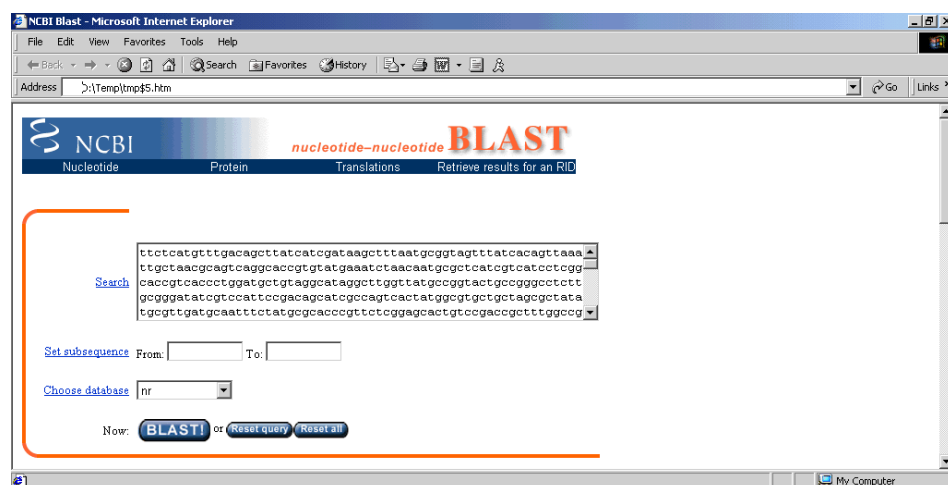 NCBI Blast - Microsoft Internet Explorer
File Edit View Favorites Tools Help
Back Search Favorites History
Address D:\Temp\tmp$5.htm Go Links
NCBI nucleotide-nucleotide BLAST
Nucleotide Protein Translations Retrieve results for an RID
ttctcatgtttgacagcttatcatcgataagctttaatgcggtagtttatcacagttaaa
ttgctaacgcagtcaggcaccgtgtatgaaatctaacaatgcgctcatcgtcatcctcgg
Search caccgtcaccctggatgctgtaggcataggcttggttatgccggtactgccgggcctctt
gcgggatatcgtccattccgacagcatcgccagtcactatggcgtgctgctagcgctata
tgcgttgatgcaatttctatgcgcacccgttctcggagcactgtccgaccgctttggccg
Set subsequence From: To:
Choose database nr
Now: BLAST! or Reset query Reset all
My Computer